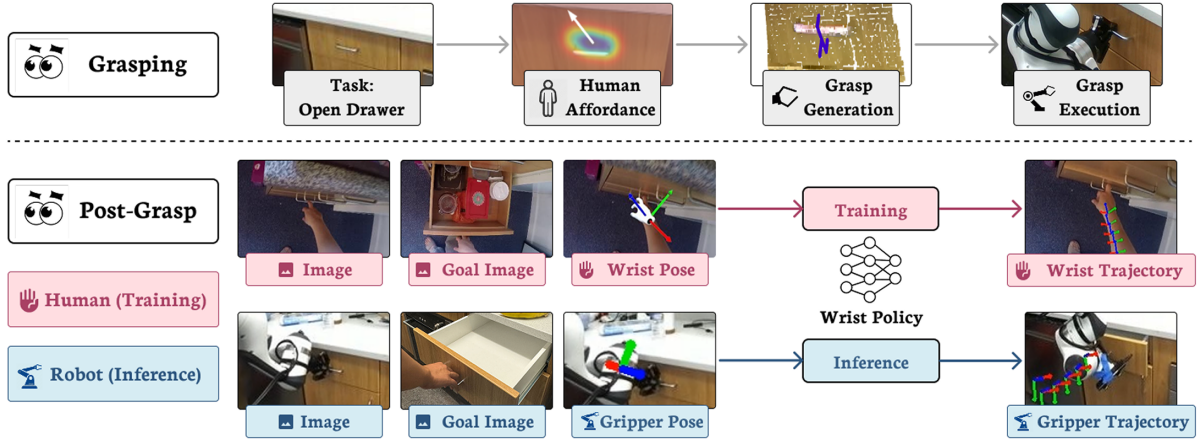 Grasping
Task:
Open Drawer
Human
Affordance
Grasp
Generation
Grasp
Execution
Post-Grasp
Image
Goal Image
Wrist Pose
Training
Wrist Trajectory
Human (Training)
Wrist Policy
Robot (Inference)
Inference
Image
Goal Image
Gripper Pose
Gripper Trajectory